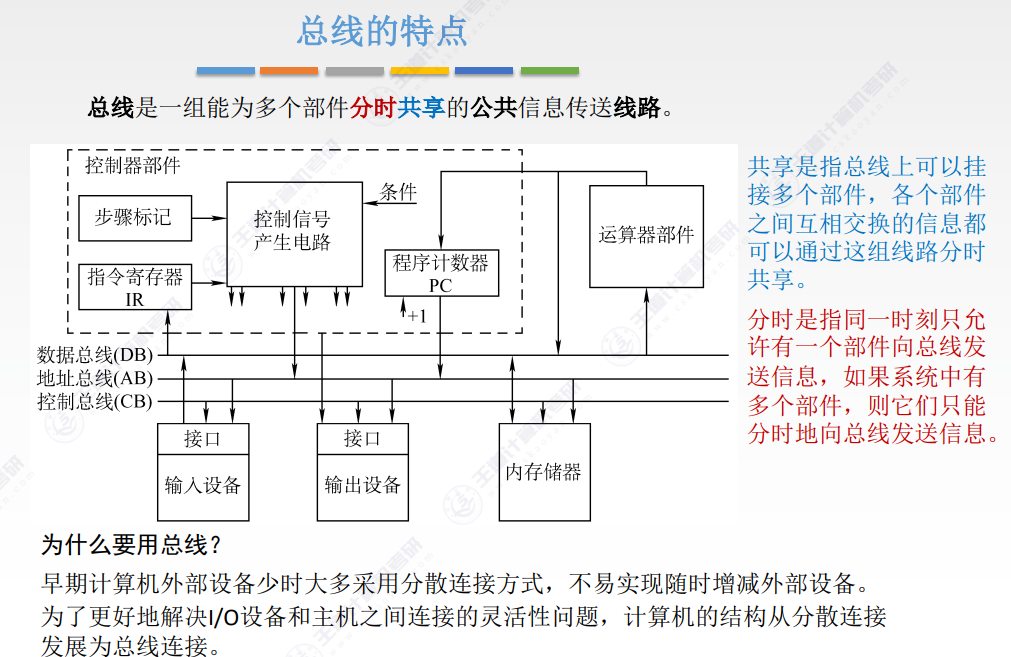 总线的特点
总线是一组能为多个部件分时共享的公共信息传送线路。
控制器部件
步骤标记
指令寄存器
IR
控制信号
产生电路
条件
程序计数器
PC
+1
运算器部件
数据总线(DB)
地址总线(AB)
控制总线(CB)
接口
输入设备
接口
输出设备
内存储器
共享是指总线上可以挂
接多个部件，各个部件
之间互相交换的信息都
可以通过这组线路分时
共享。
分时是指同一时刻只允
许有一个部件向总线发
送信息，如果系统中有
多个部件，则它们只能
分时地向总线发送信息。
为什么要用总线？
早期计算机外部设备少时大多采用分散连接方式，不易实现随时增减外部设备。
为了更好地解决I/O设备和主机之间连接的灵活性问题，计算机的结构从分散连接
发展为总线连接。
王道计算机考研